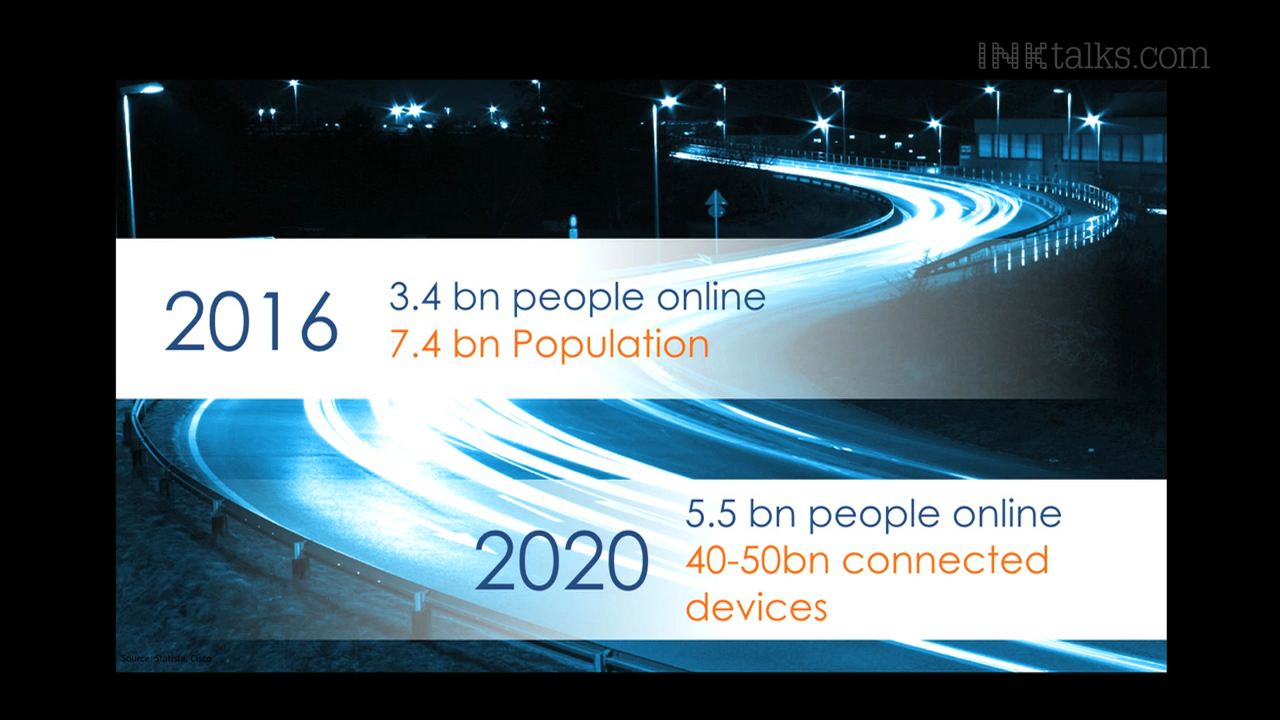 INKtalks.com
2016
3.4 bn people online
7.4 bn Population
2020
5.5 bn people online
40-50bn connected
devices
Source: Statista, Cisco